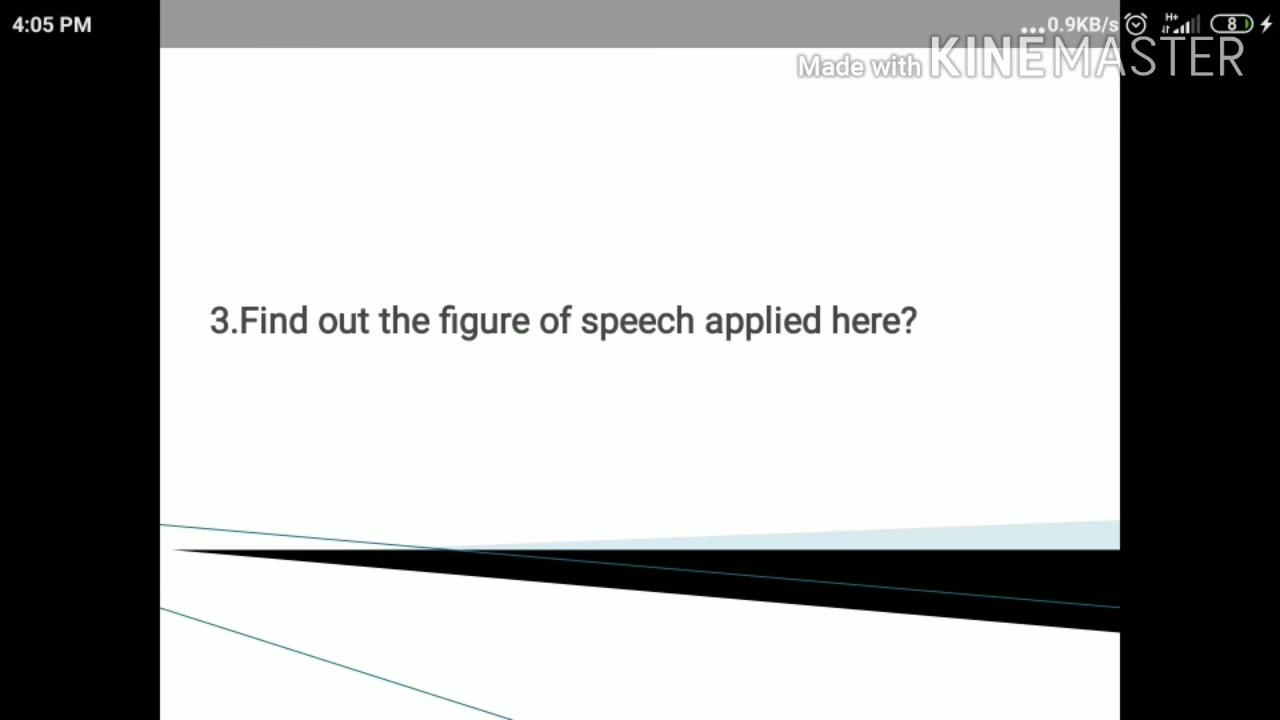 4:05 PM
...0.9KB/s H+ 8
Made with KINEMASTER
3.Find out the figure of speech applied here?